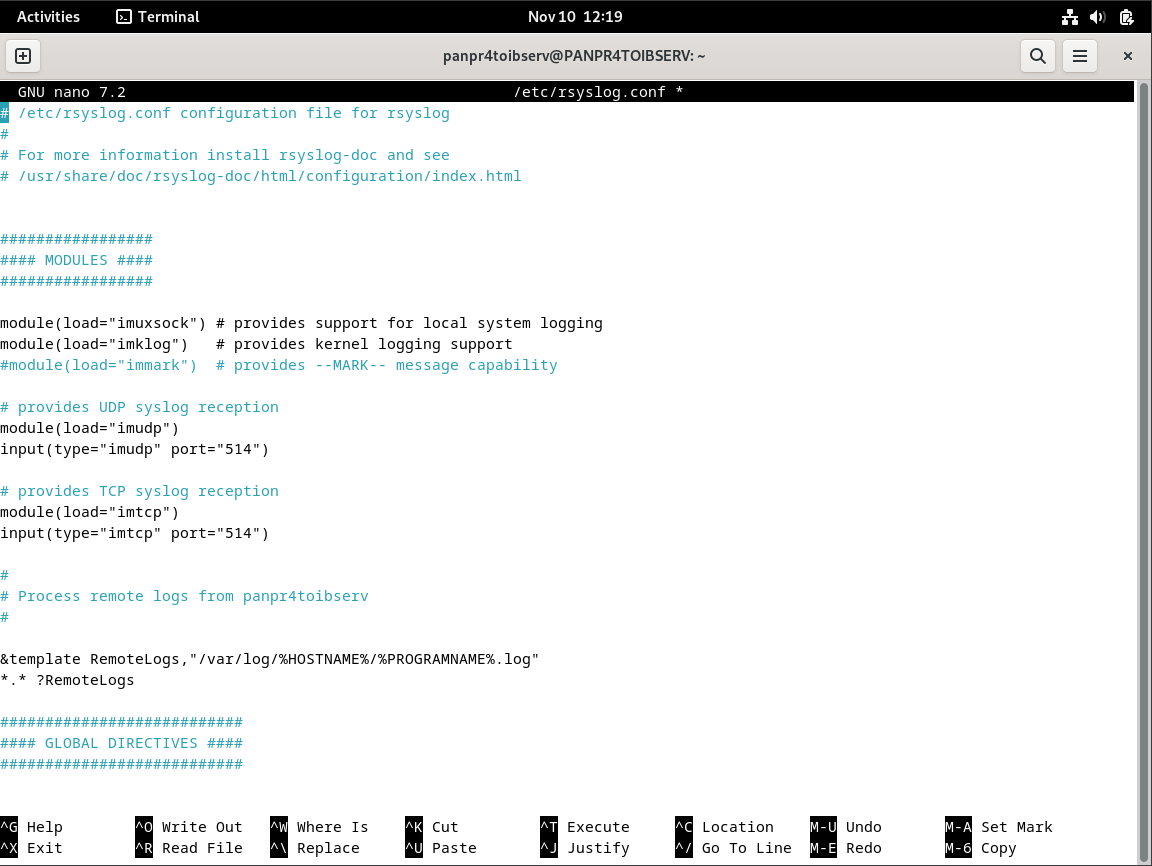 Activities Terminal Nov 10 12:19
panpr4toibserv@PANPR4TOIBSERV: ~
GNU nano 7.2 /etc/rsyslog.conf *
# /etc/rsyslog.conf configuration file for rsyslog
#
# For more information install rsyslog-doc and see
# /usr/share/doc/rsyslog-doc/html/configuration/index.html
#################
#### MODULES ####
#################
module(load="imuxsock") # provides support for local system logging
module(load="imklog")   # provides kernel logging support
#module(load="immark")  # provides --MARK-- message capability
# provides UDP syslog reception
module(load="imudp")
input(type="imudp" port="514")
# provides TCP syslog reception
module(load="imtcp")
input(type="imtcp" port="514")
#
# Process remote logs from panpr4toibserv
#
&template RemoteLogs,"/var/log/%HOSTNAME%/%PROGRAMNAME%.log"
*.* ?RemoteLogs
###########################
#### GLOBAL DIRECTIVES ####
###########################
^G Help ^O Write Out ^W Where Is ^K Cut ^T Execute ^C Location M-U Undo M-A Set Mark
^X Exit ^R Read File ^\ Replace ^U Paste ^J Justify ^/ Go To Line M-E Redo M-6 Copy